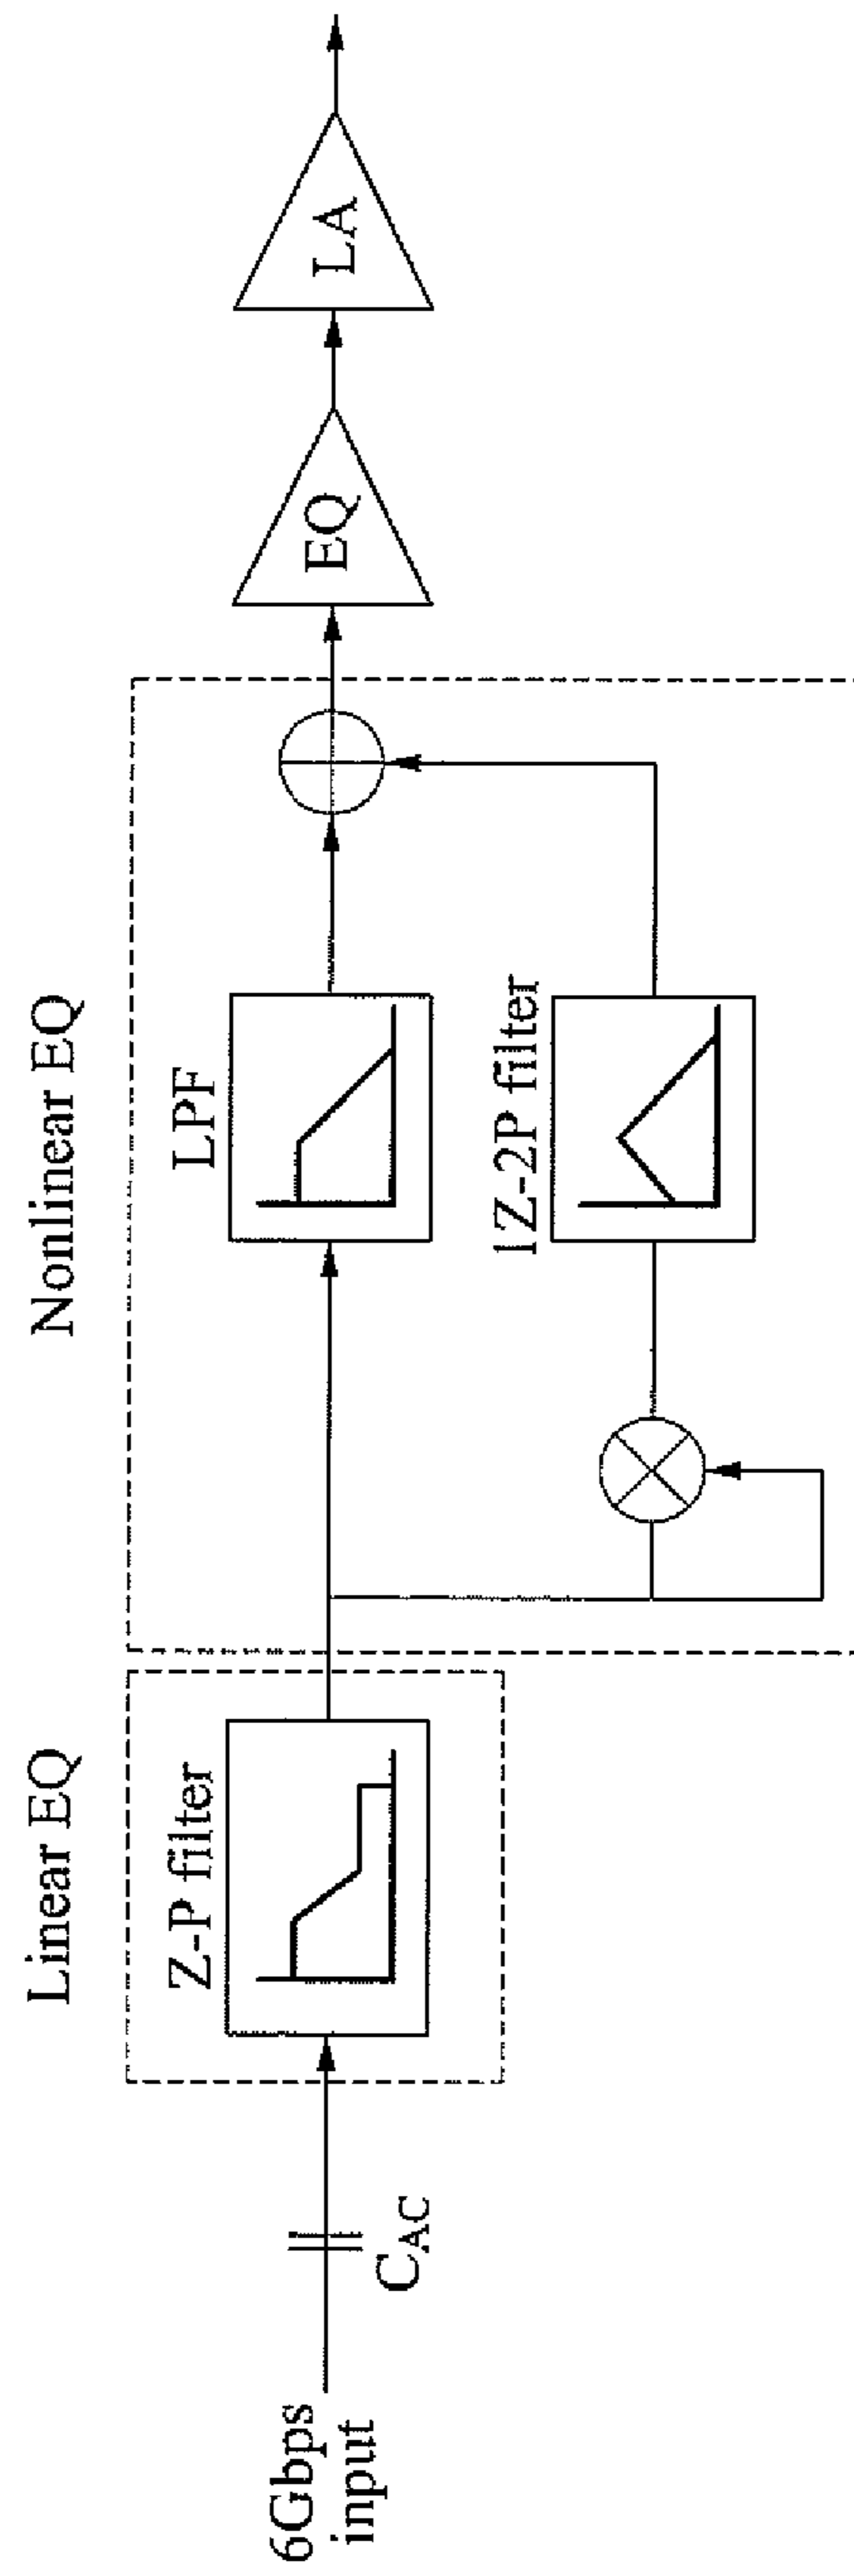 6Gbps
input
C_AC
Linear EQ
Z-P filter
Nonlinear EQ
LPF
1Z-2P filter
EQ
LA